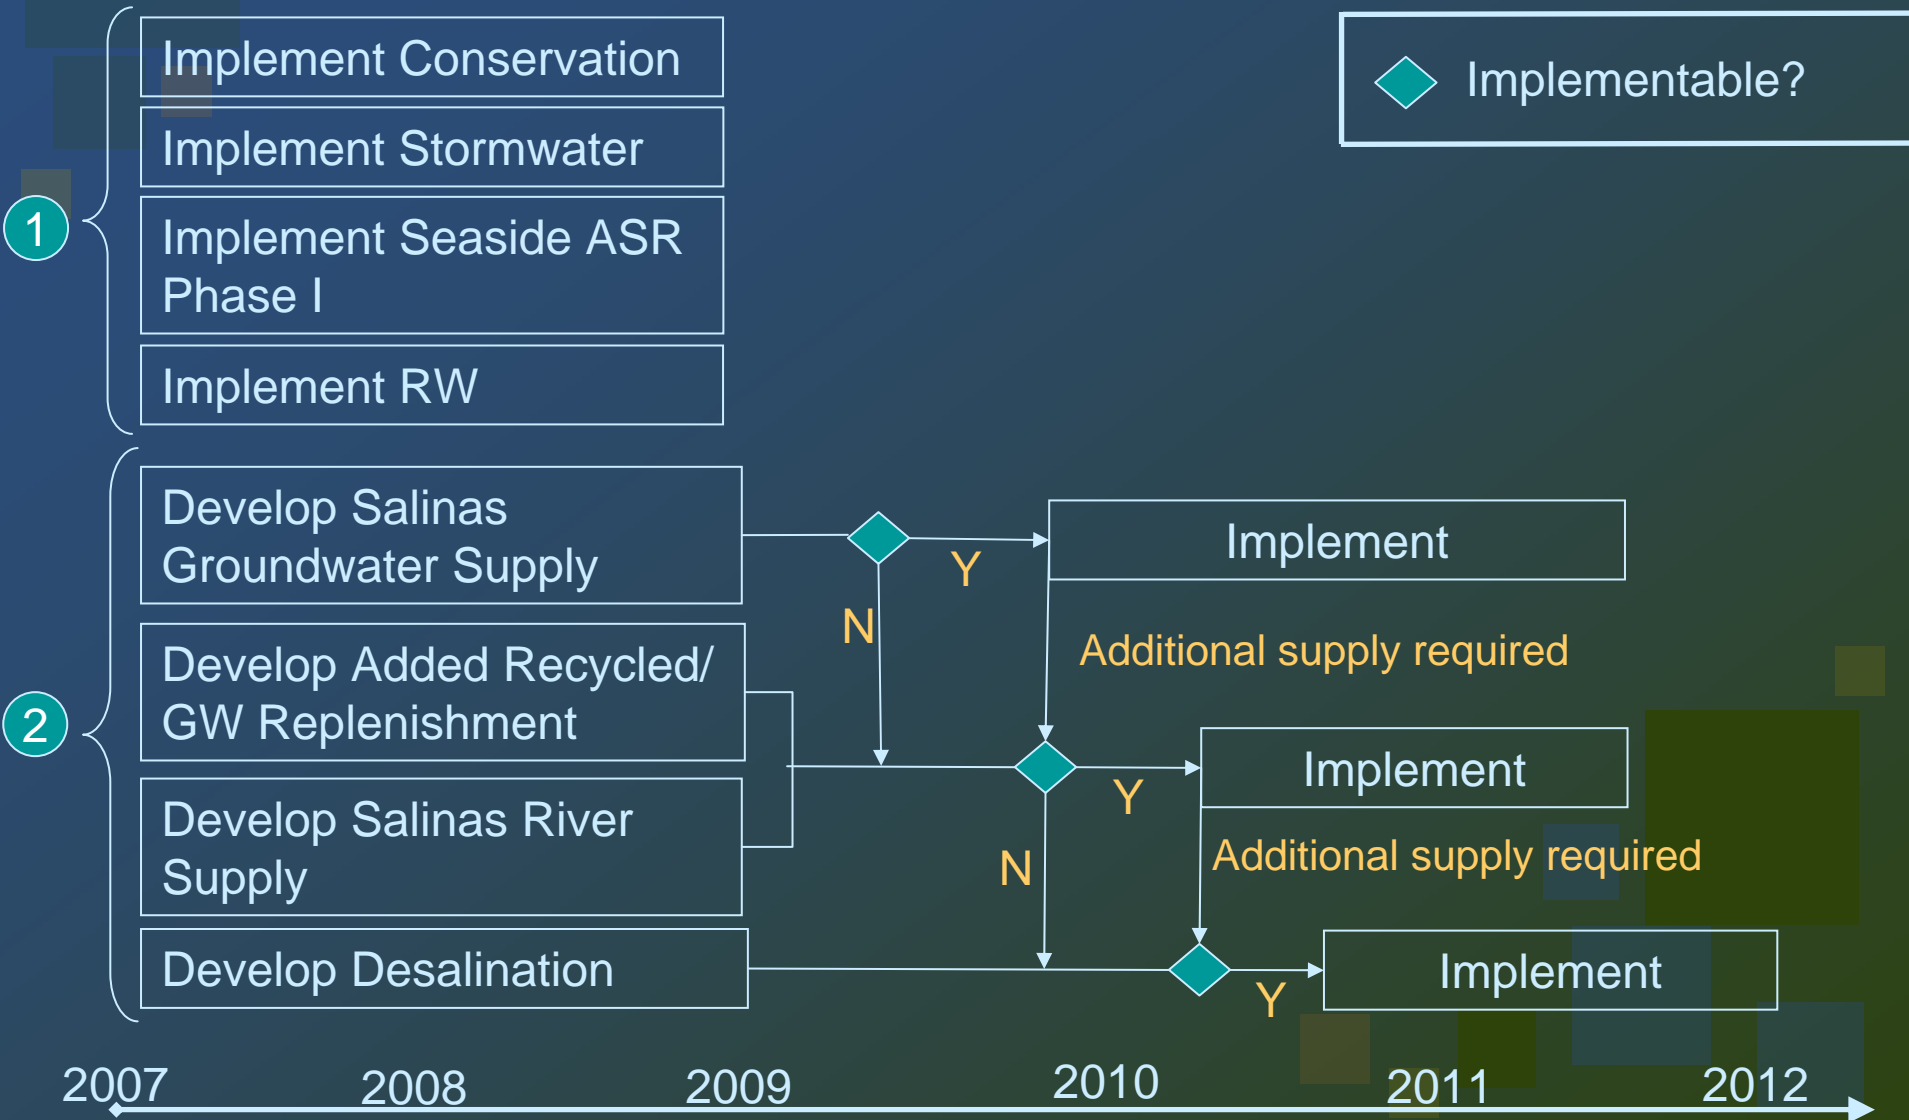 Implement Conservation
Implementable?
Implement Stormwater
1
Implement Seaside ASR
Phase I
Implement RW
Develop Salinas
Groundwater Supply
Implement
Y
N
Additional supply required
Develop Added Recycled/
GW Replenishment
2
Implement
Y
Develop Salinas River
Supply
N
Additional supply required
Develop Desalination
Implement
Y
2007
2008
2009
2010
2011
2012